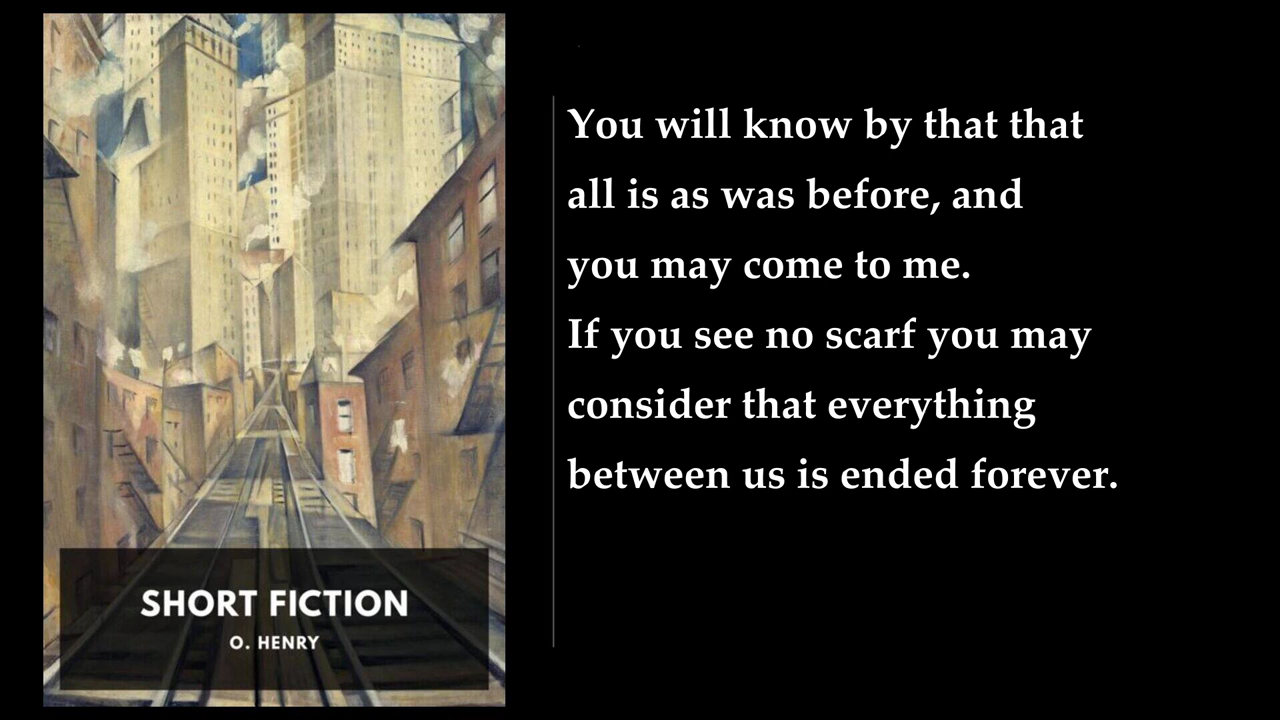 SHORT FICTION
O. HENRY
You will know by that that
all is as was before, and
you may come to me.
If you see no scarf you may
consider that everything
between us is ended forever.